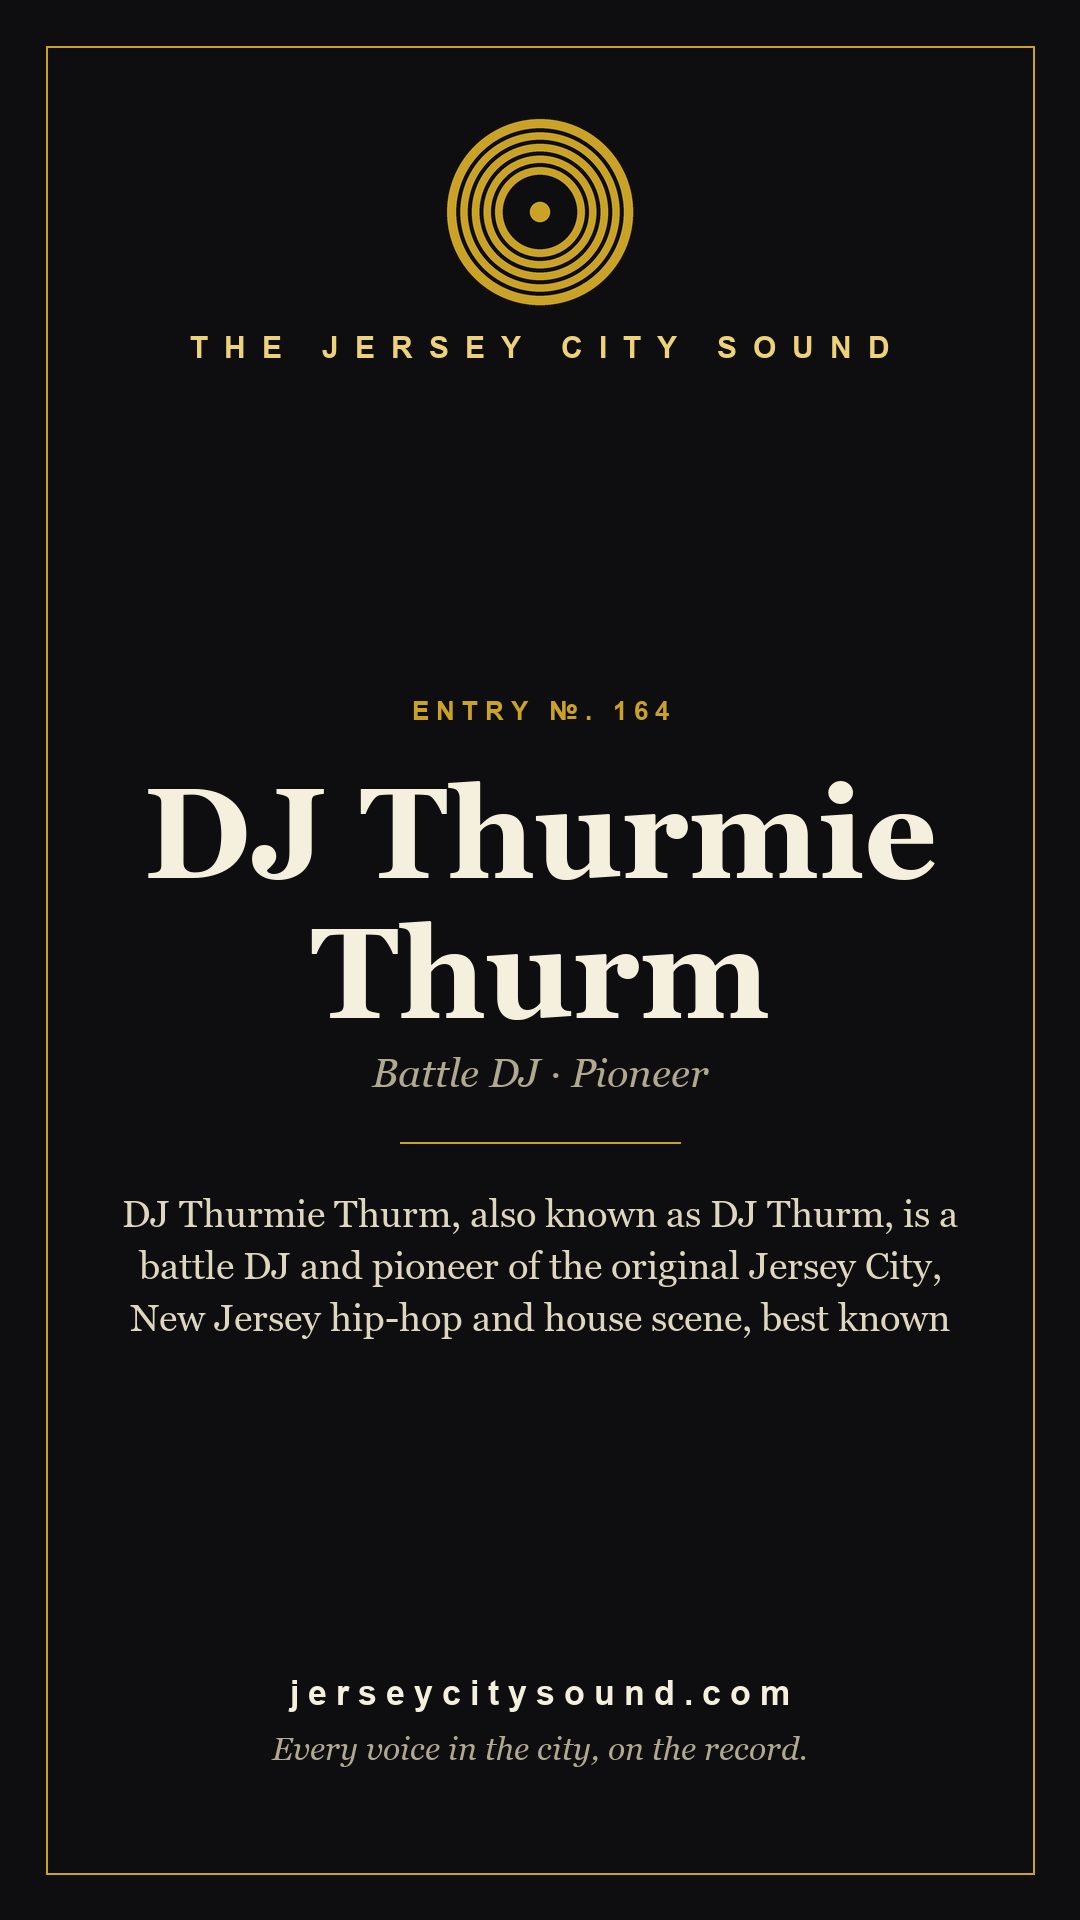 THE JERSEY CITY SOUND
ENTRY №. 164
DJ Thurmie
Thurm
Battle DJ · Pioneer
DJ Thurmie Thurm, also known as DJ Thurm, is a
battle DJ and pioneer of the original Jersey City,
New Jersey hip-hop and house scene, best known
jerseycitysound.com
Every voice in the city, on the record.